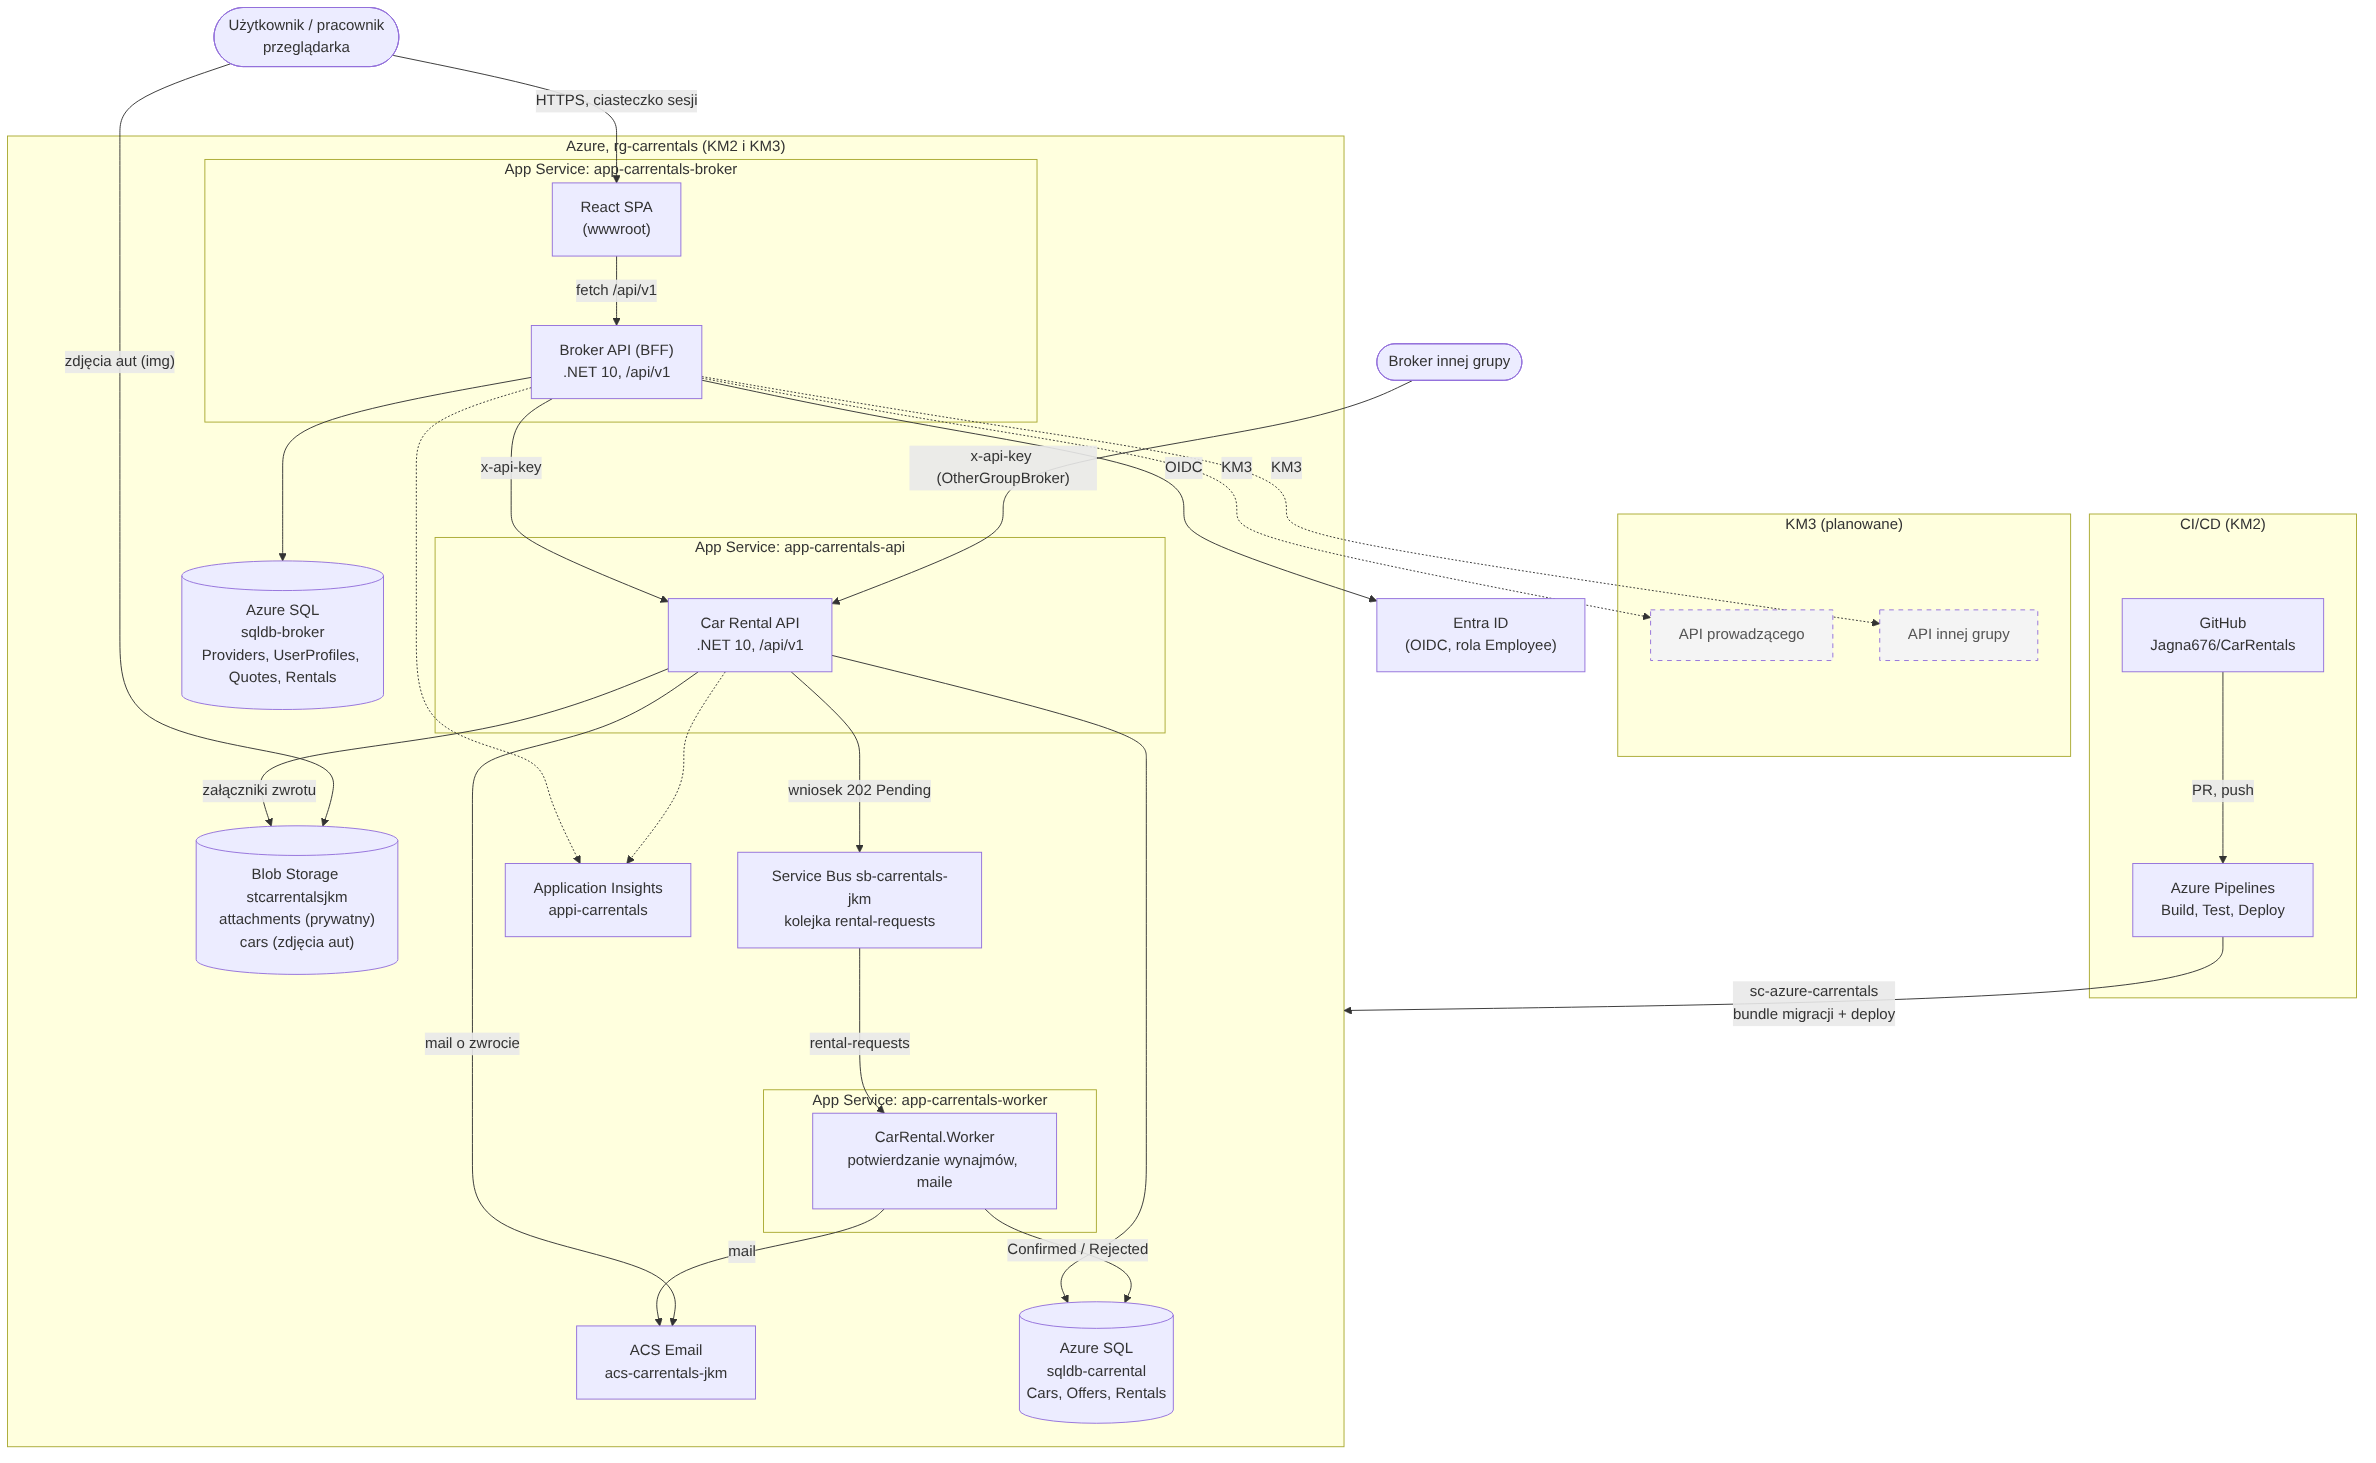 Użytkownik / pracownik
przeglądarka
HTTPS, ciasteczko sesji
Azure, rg-carrentals (KM2 i KM3)
App Service: app-carrentals-broker
React SPA
(wwwroot)
fetch /api/v1
zdjęcia aut (img)
Broker API (BFF)
.NET 10, /api/v1
Broker innej grupy
x-api-key
x-api-key
(OtherGroupBroker)
OIDC
KM3
KM3
KM3 (planowane)
CI/CD (KM2)
App Service: app-carrentals-api
Azure SQL
sqldb-broker
Providers, UserProfiles,
Quotes, Rentals
Car Rental API
.NET 10, /api/v1
Entra ID
(OIDC, rola Employee)
API prowadzącego
API innej grupy
GitHub
Jagna676/CarRentals
załączniki zwrotu
wniosek 202 Pending
PR, push
Blob Storage
stcarrentalsjkm
attachments (prywatny)
cars (zdjęcia aut)
Application Insights
appi-carrentals
Service Bus sb-carrentals-
jkm
kolejka rental-requests
Azure Pipelines
Build, Test, Deploy
sc-azure-carrentals
bundle migracji + deploy
mail o zwrocie
rental-requests
App Service: app-carrentals-worker
CarRental.Worker
potwierdzanie wynajmów,
maile
mail
Confirmed / Rejected
ACS Email
acs-carrentals-jkm
Azure SQL
sqldb-carrental
Cars, Offers, Rentals